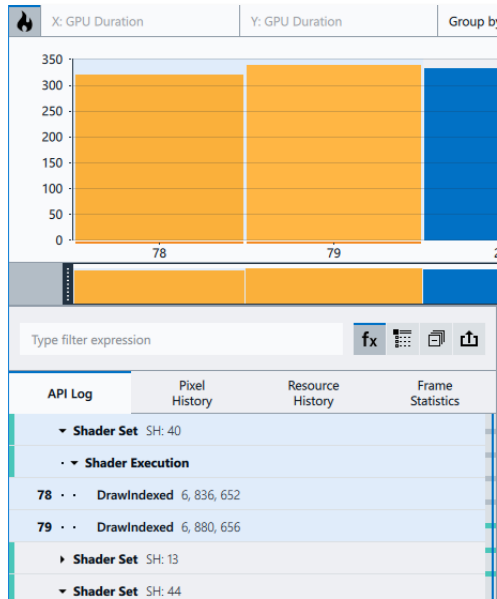 X: GPU Duration
Y: GPU Duration
Group by
350
300
250
200
150
100
50
0
78
79
Type filter expression
fx
API Log
Pixel
History
Resource
History
Frame
Statistics
Shader Set SH: 40
Shader Execution
78 · · DrawIndexed 6, 836, 652
79 · · DrawIndexed 6, 880, 656
Shader Set SH: 13
Shader Set SH: 44